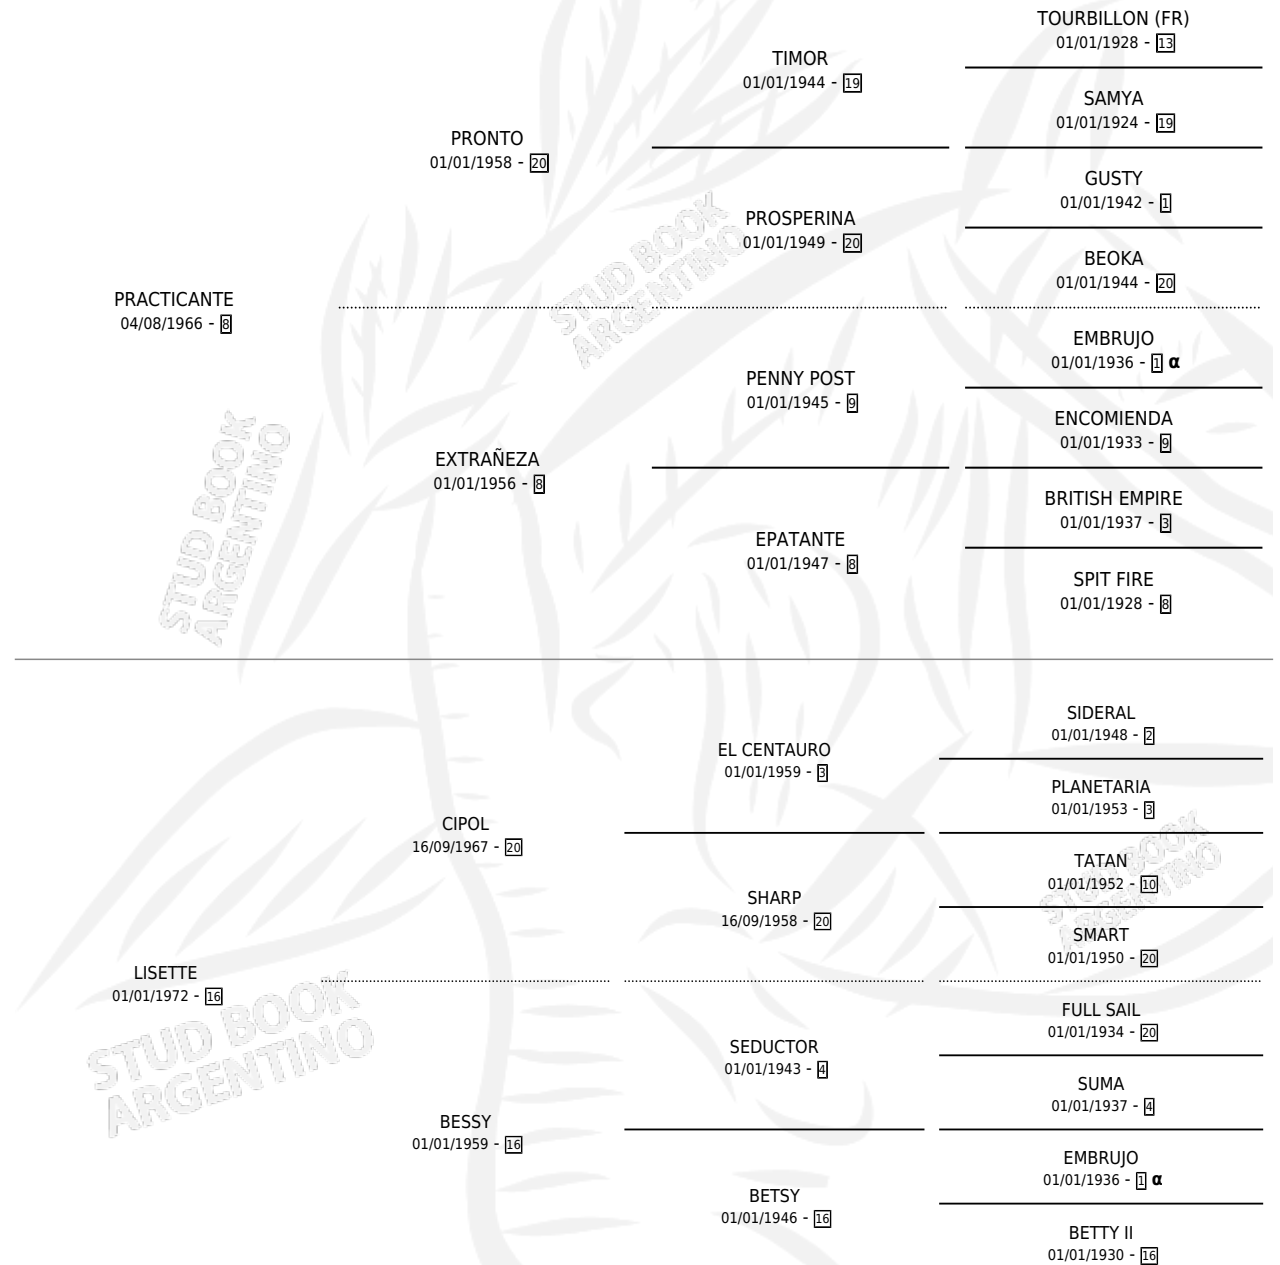 TOURBILLON (FR)
01/01/1928 - 13
TIMOR
01/01/1944 - 19
SAMYA
01/01/1924 - 19
PRONTO
01/01/1958 - 20
GUSTY
01/01/1942 - 1
PROSPERINA
01/01/1949 - 20
BEOKA
01/01/1944 - 20
PRACTICANTE
04/08/1966 - 8
EMBRUJO
01/01/1936 - 1 α
PENNY POST
01/01/1945 - 9
ENCOMIENDA
01/01/1933 - 9
EXTRAÑEZA
01/01/1956 - 8
BRITISH EMPIRE
01/01/1937 - 3
EPATANTE
01/01/1947 - 8
SPIT FIRE
01/01/1928 - 8
STUD BOOK
ARGENTINO
STUD BOOK
ARGENTINO
SIDERAL
01/01/1948 - 2
EL CENTAURO
01/01/1959 - 3
PLANETARIA
01/01/1953 - 3
CIPOL
16/09/1967 - 20
TATAN
01/01/1952 - 10
SHARP
16/09/1958 - 20
SMART
01/01/1950 - 20
LISETTE
01/01/1972 - 16
FULL SAIL
01/01/1934 - 20
SEDUCTOR
01/01/1943 - 4
SUMA
01/01/1937 - 4
BESSY
01/01/1959 - 16
EMBRUJO
01/01/1936 - 1 α
BETSY
01/01/1946 - 16
BETTY II
01/01/1930 - 16
STUD BOOK
ARGENTINO
STUD BOOK
ARGENTINO